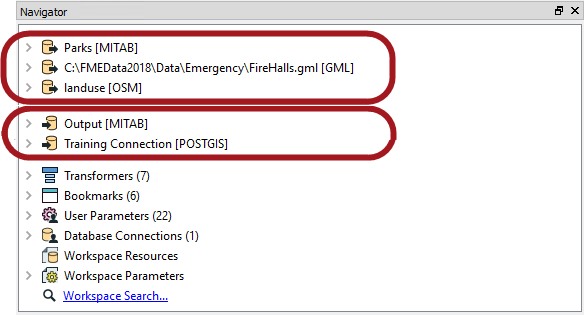 Navigator
Parks [MITAB]
C:\FMEData2018\Data\Emergency\FireHalls.gml [GML]
landuse [OSM]
Output [MITAB]
Training Connection [POSTGIS]
Transformers (7)
Bookmarks (6)
User Parameters (22)
Database Connections (1)
Workspace Resources
Workspace Parameters
Workspace Search...